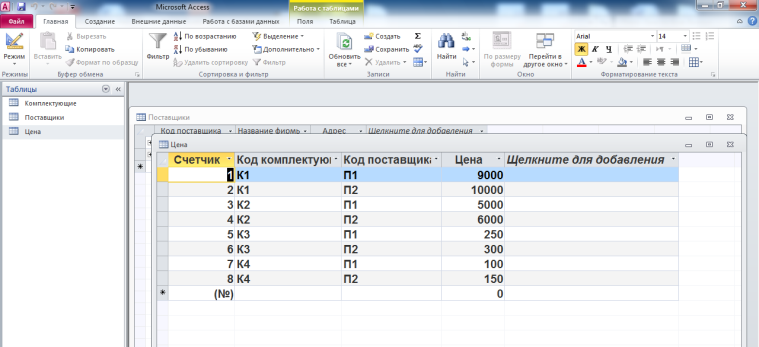 Microsoft Access
Работа с таблицами
Файл Главная Создание Внешние данные Работа с базами данных Поля Таблица
Режим
Режимы
Вставить
Вырезать
Копировать
Формат по образцу
Буфер обмена
Фильтр
По возрастанию
По убыванию
Удалить сортировку
Выделение
Дополнительно
Фильтр
Сортировка и фильтр
Обновить все
Создать
Сохранить
Удалить
Записи
Найти
Найти
По размеру формы
Перейти в другое окно
Окно
Arial 14
Ж К Ч
Форматирование текста
Таблицы
Комплектующие
Поставщики
Цена
Поставщики
Код поставщика Название фирмь Адрес Щелкните для добавления
Цена
Счетчик Код комплектуюц Код поставщика Цена Щелкните для добавления
1 К1 П1 9000
2 К1 П2 10000
3 К2 П1 5000
4 К2 П2 6000
5 К3 П1 250
6 К3 П2 300
7 К4 П1 100
8 К4 П2 150
* (№) 0